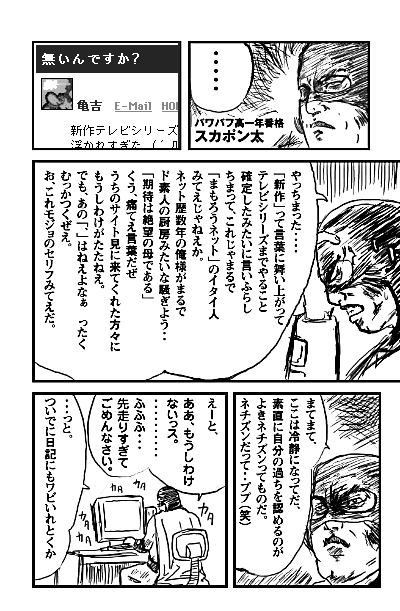 ・・・・
パワパフ高一年番格
スカポン太
無いんですか？
亀吉 E-Mail HO
新作テレビシリーズ
浮かれすぎた
やっちまった・・・・
「新作」って言葉に舞い上がって
テレビシリーズまでやること
確定したみたいに言いふらし
ちまって、これじゃまるで
「まもろうネット」のイタイ人
みてえじゃねえか。
ネット歴数年の俺様がまるで
ド素人の厨房みたいな騒ぎよう・・
「期待は絶望の母である」
くう、痛てえ言葉だぜ
うちのサイト見に来てくれた方々に
もうしわけがたたねえ。
でも、あの「」はねえよなぁ　ったく
むっかつくぜえ。
お、これモジョのセリフみてえだ。
まてまて、
ここは冷静になってだ、
素直に自分の過ちを認めるのが
よきネチズンってものだ。
ネチズンだって・・ププ（笑）
えーと、
ああ、もうしわけ
ないっス。
・・・・・・・・・
ふふふ・・・
先走りすぎて
ごめんなさい。
カタ
カタ
カタ
・・・っと。
ついでに日記にもワビいれとくか